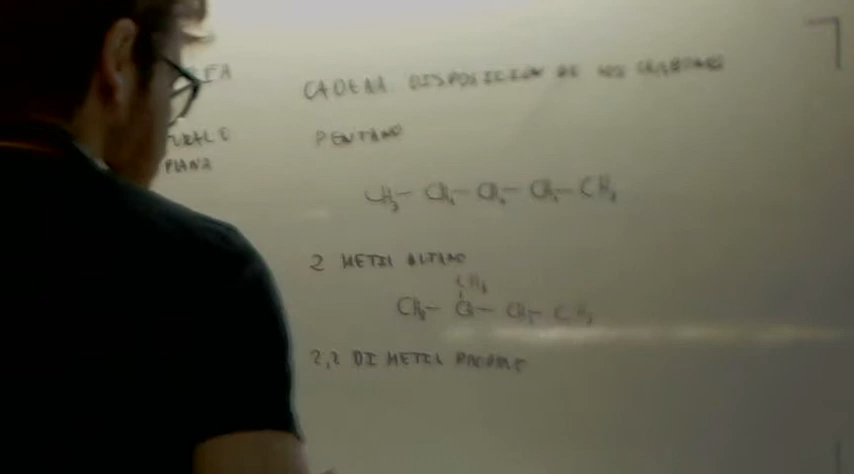 CADENA DISPOSICION DE LOS CARBONOS
PLANA
PENTANO
CH3 - CH2 - CH2 - CH2 - CH3
2 METIL BUTANO
CH3
CH3 - CH - CH2 - CH3
2,2 DI METIL PROPANO